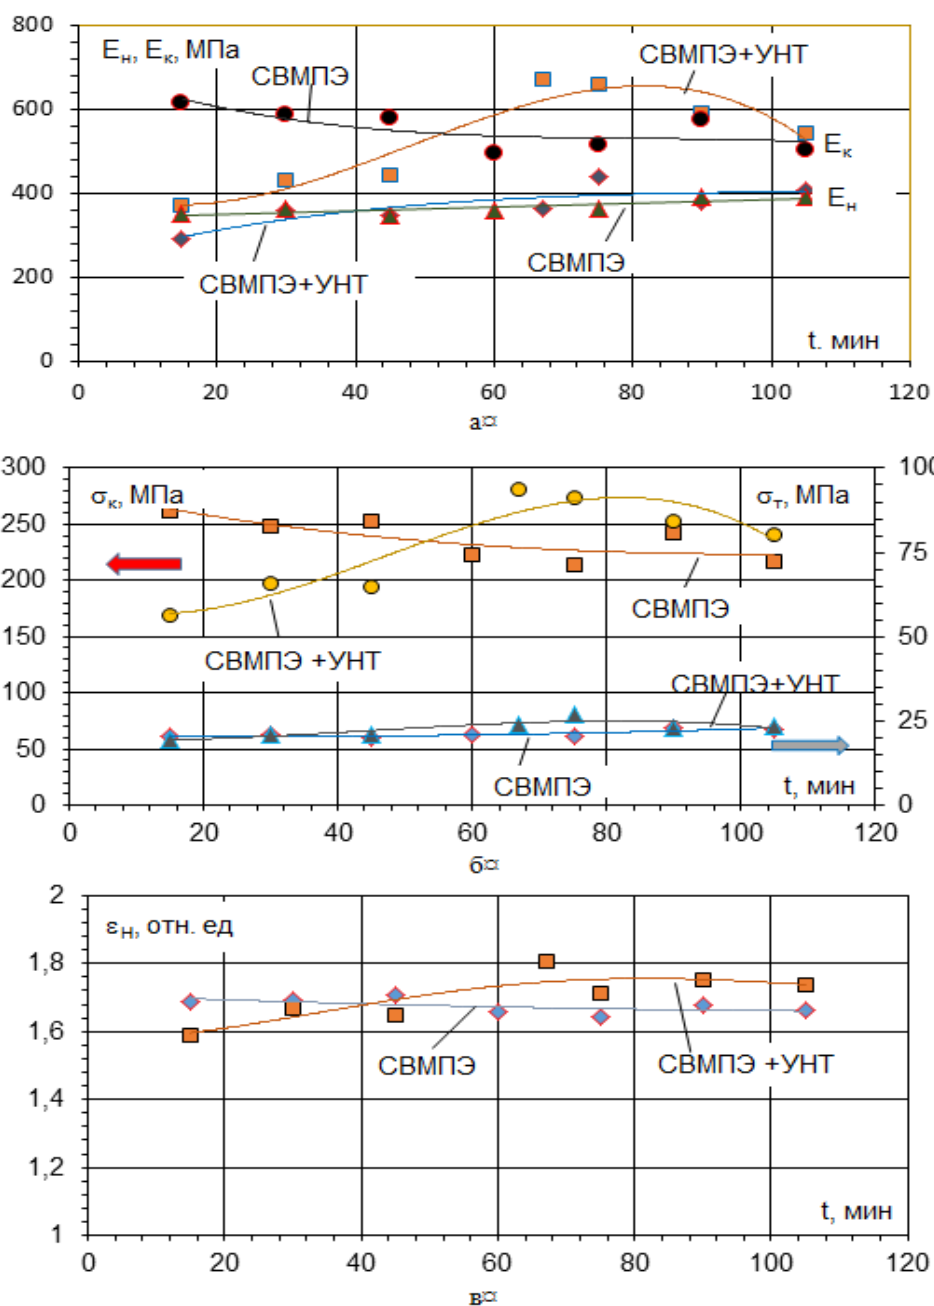 800
Eн, Eк, МПа
СВМПЭ
СВМПЭ+УНТ
600
Eк
400
Eн
СВМПЭ
СВМПЭ+УНТ
200
t. мин
0
0 20 40 60 80 100 120
а¤
300 100
σк, МПа σт, МПа
250
75
200
СВМПЭ
150 50
СВМПЭ +УНТ
СВМПЭ+УНТ
100
25
50
СВМПЭ t, мин
0 0
0 20 40 60 80 100 120
б¤
2
εН, отн. ед
1,8
1,6
СВМПЭ СВМПЭ +УНТ
1,4
1,2
t, мин
1
0 20 40 60 80 100 120
в¤